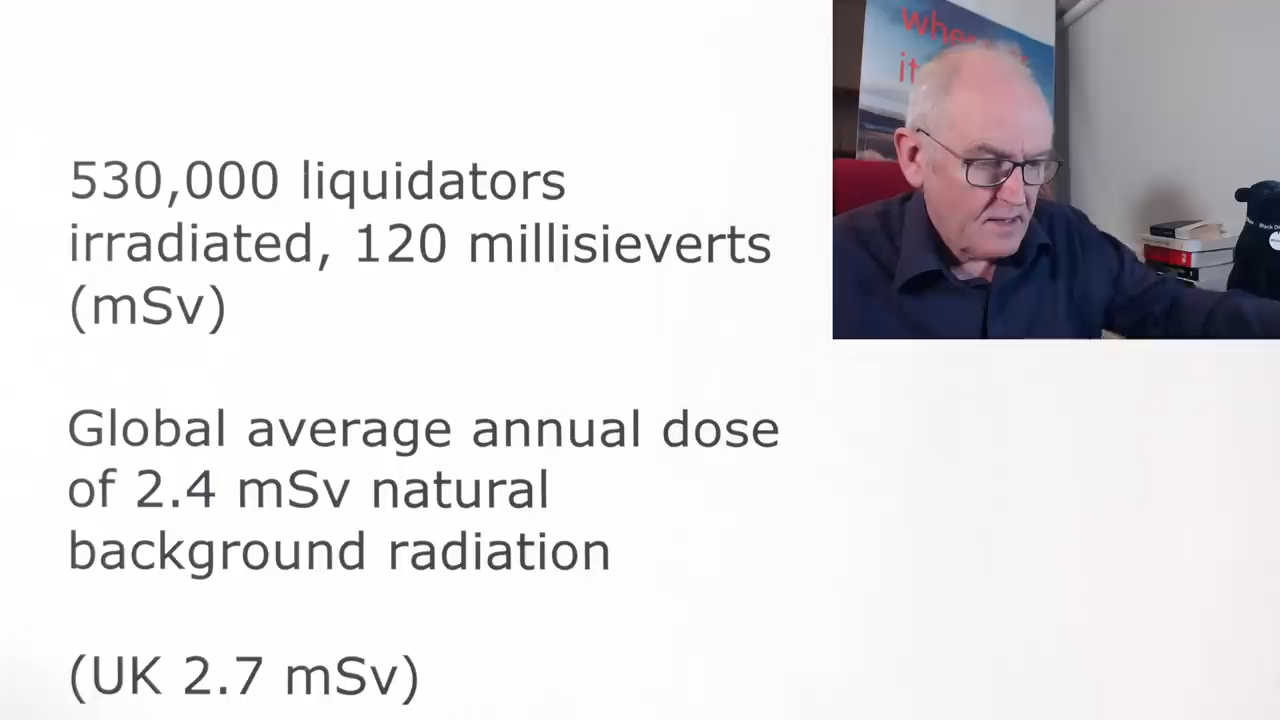 530,000 liquidators
irradiated, 120 millisieverts
(mSv)
Global average annual dose
of 2.4 mSv natural
background radiation
(UK 2.7 mSv)
it